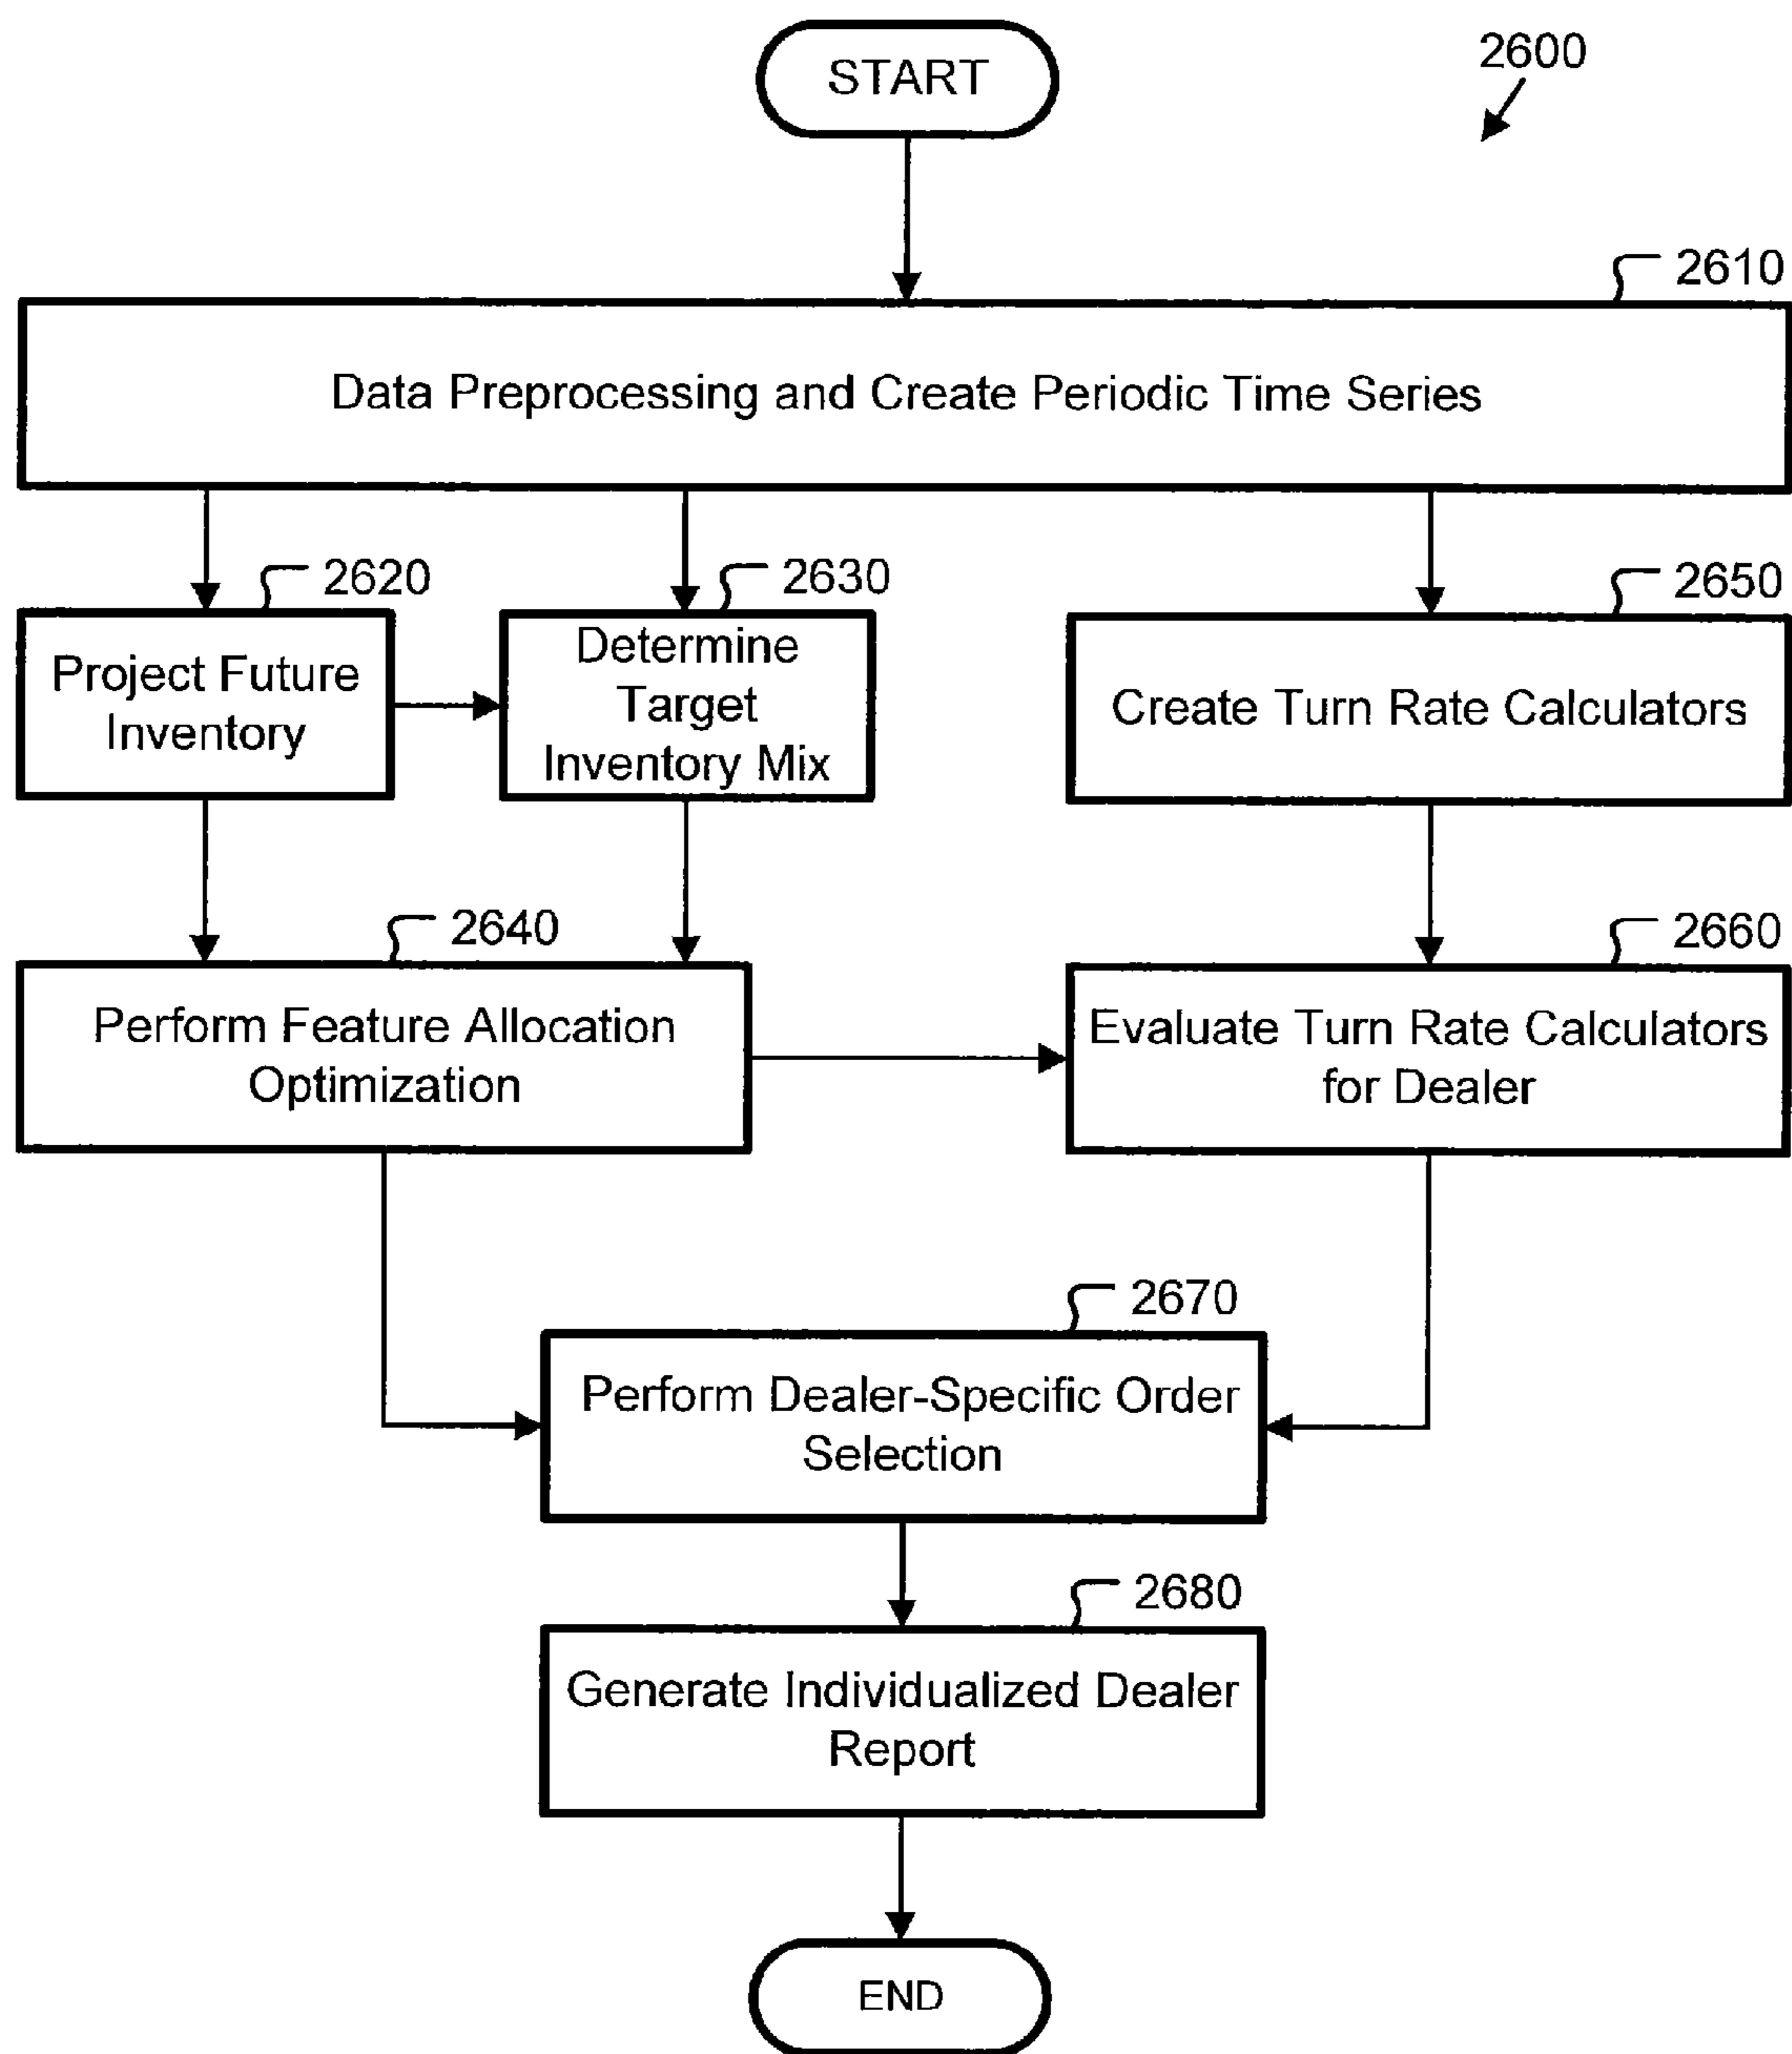 START
2600
2610
Data Preprocessing and Create Periodic Time Series
2620
2630
2650
Project Future
Inventory
Determine
Target
Inventory Mix
Create Turn Rate Calculators
2640
2660
Perform Feature Allocation
Optimization
Evaluate Turn Rate Calculators
for Dealer
2670
Perform Dealer-Specific Order
Selection
2680
Generate Individualized Dealer
Report
END